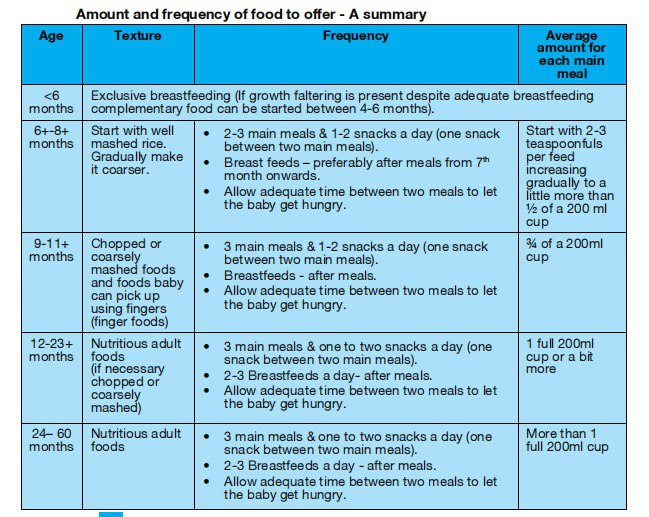 Amount and frequency of food to offer - A summary
Age
Texture
Frequency
Average
amount for
each main
meal
<6
months
Exclusive breastfeeding (If growth faltering is present despite adequate breastfeeding
complementary food can be started between 4-6 months).
6+-8+
months
Start with well
mashed rice.
Gradually make
it coarser.
• 2-3 main meals & 1-2 snacks a day (one snack
between two main meals).
• Breast feeds – preferably after meals from 7th
month onwards.
• Allow adequate time between two meals to let
the baby get hungry.
Start with 2-3
teaspoonfuls
per feed
increasing
gradually to a
little more than
½ of a 200 ml
cup
9-11+
months
Chopped or
coarsely
mashed foods
and foods baby
can pick up
using fingers
(finger foods)
• 3 main meals & 1-2 snacks a day (one snack
between two main meals).
• Breastfeeds - after meals.
• Allow adequate time between two meals to let
the baby get hungry.
¾ of a 200ml
cup
12-23+
months
Nutritious adult
foods
(if necessary
chopped or
coarsely
mashed)
• 3 main meals & one to two snacks a day (one
snack between two main meals).
• 2-3 Breastfeeds a day- after meals.
• Allow adequate time between two meals to let
the baby get hungry.
1 full 200ml
cup or a bit
more
24– 60
months
Nutritious adult
foods
• 3 main meals & one to two snacks a day (one
snack between two main meals).
• 2-3 Breastfeeds a day - after meals.
• Allow adequate time between two meals to let
the baby get hungry.
More than 1
full 200ml cup